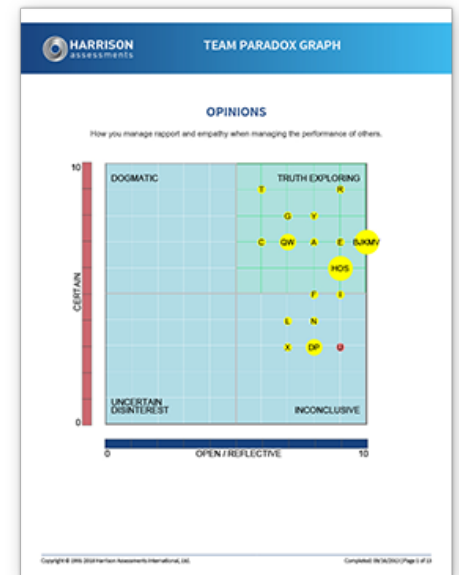 HARRISON
assessments
TEAM PARADOX GRAPH
OPINIONS
How you manage rapport and empathy when managing the performance of others.
10
DOGMATIC
TRUTH EXPLORING
T R
G Y
C QW A E BJKMV
HOS
F I
L N
X DP
CERTAIN
UNCERTAIN
DISINTEREST
INCONCLUSIVE
0
0 OPEN / REFLECTIVE 10